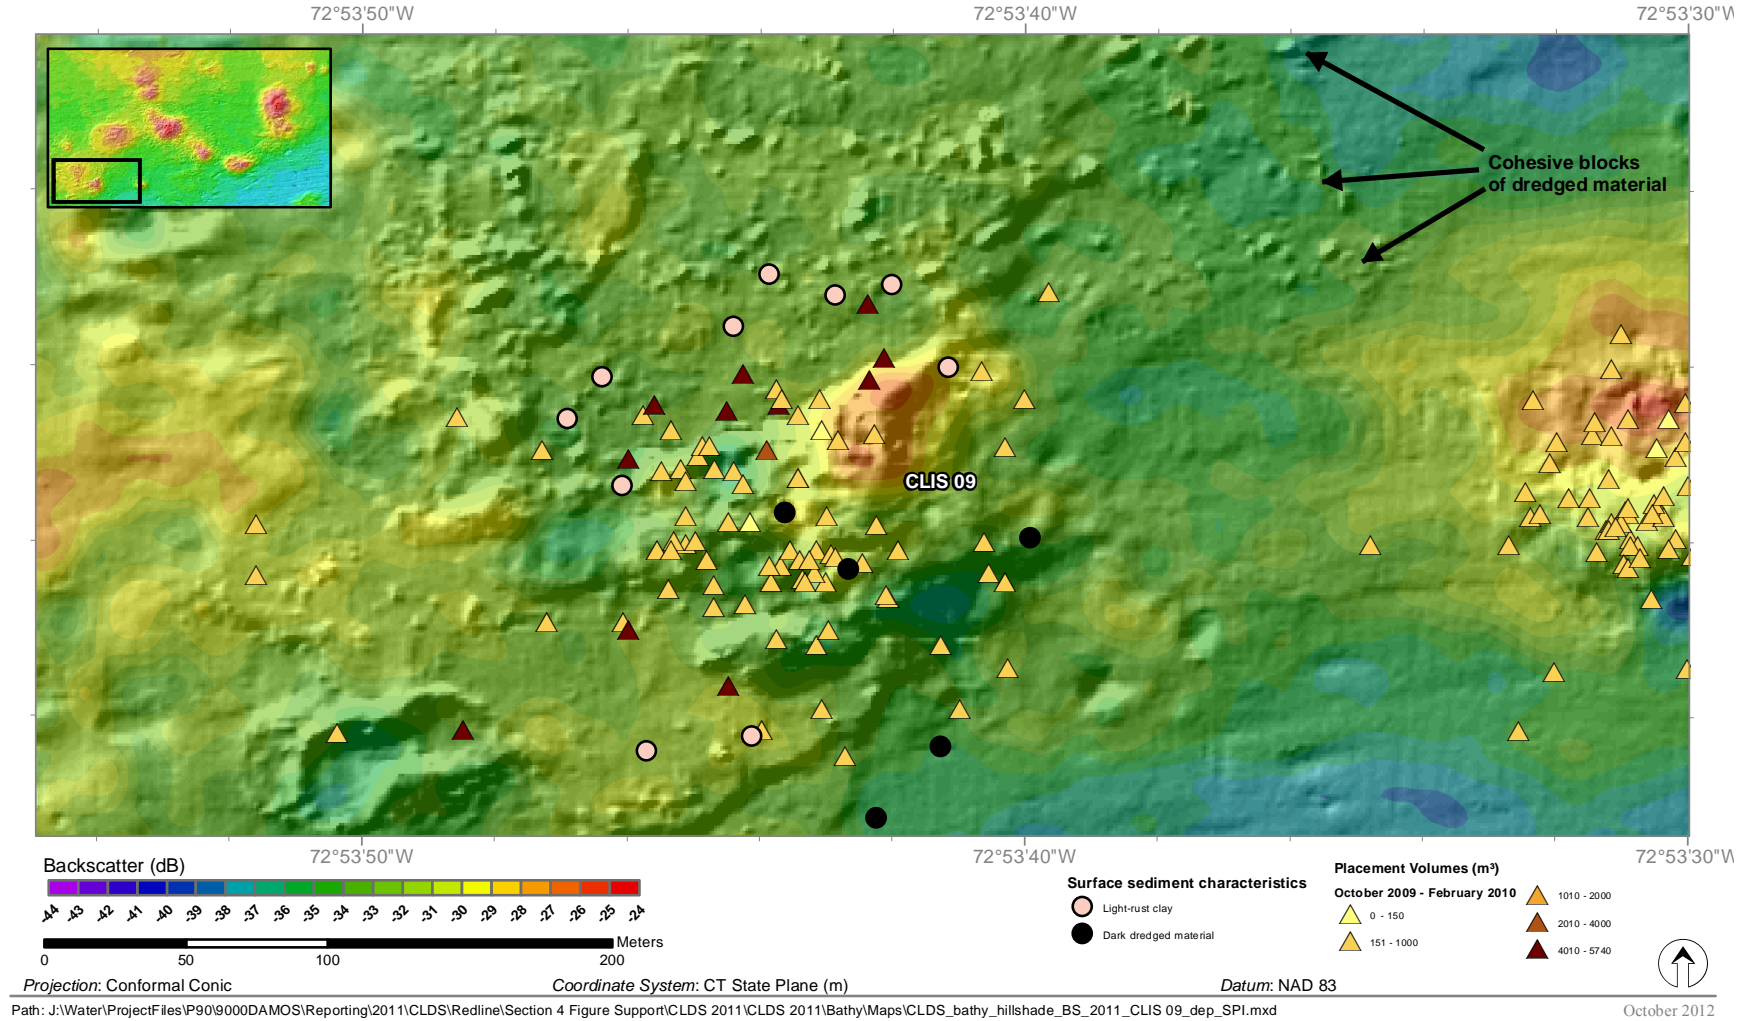 72°53'50"W
72°53'40"W
72°53'30"W
Cohesive blocks
of dredged material
CLIS 09
72°53'50"W
72°53'40"W
72°53'30"W
Backscatter (dB)
-44 -43 -42 -41 -40 -39 -38 -37 -36 -35 -34 -33 -32 -31 -30 -29 -28 -27 -26 -25 -24
Meters
0 50 100 200
Surface sediment characteristics
Light-rust clay
Dark dredged material
Placement Volumes (m³)
October 2009 - February 2010
0 - 150
151 - 1000
1010 - 2000
2010 - 4000
4010 - 5740
Projection: Conformal Conic
Coordinate System: CT State Plane (m)
Datum: NAD 83
Path: J:\Water\ProjectFiles\P90\9000DAMOS\Reporting\2011\CLDS\Redline\Section 4 Figure Support\CLDS 2011\CLDS 2011\Bathy\Maps\CLDS_bathy_hillshade_BS_2011_CLIS 09_dep_SPI.mxd
October 2012